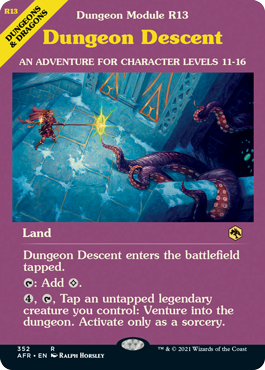 Dungeon Module R13
R13
DUNGEONS
& DRAGONS
Dungeon Descent
AN ADVENTURE FOR CHARACTER LEVELS 11-16
Land
Dungeon Descent enters the battlefield
tapped.
: Add .
4, , Tap an untapped legendary
creature you control: Venture into the
dungeon. Activate only as a sorcery.
352 R
AFR • EN RALPH HORSLEY
™ & © 2021 Wizards of the Coast